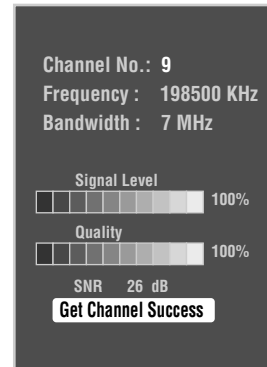 Channel No.: 9
Frequency : 198500 KHz
Bandwidth : 7 MHz
Signal Level
100%
Quality
100%
SNR 26 dB
Get Channel Success